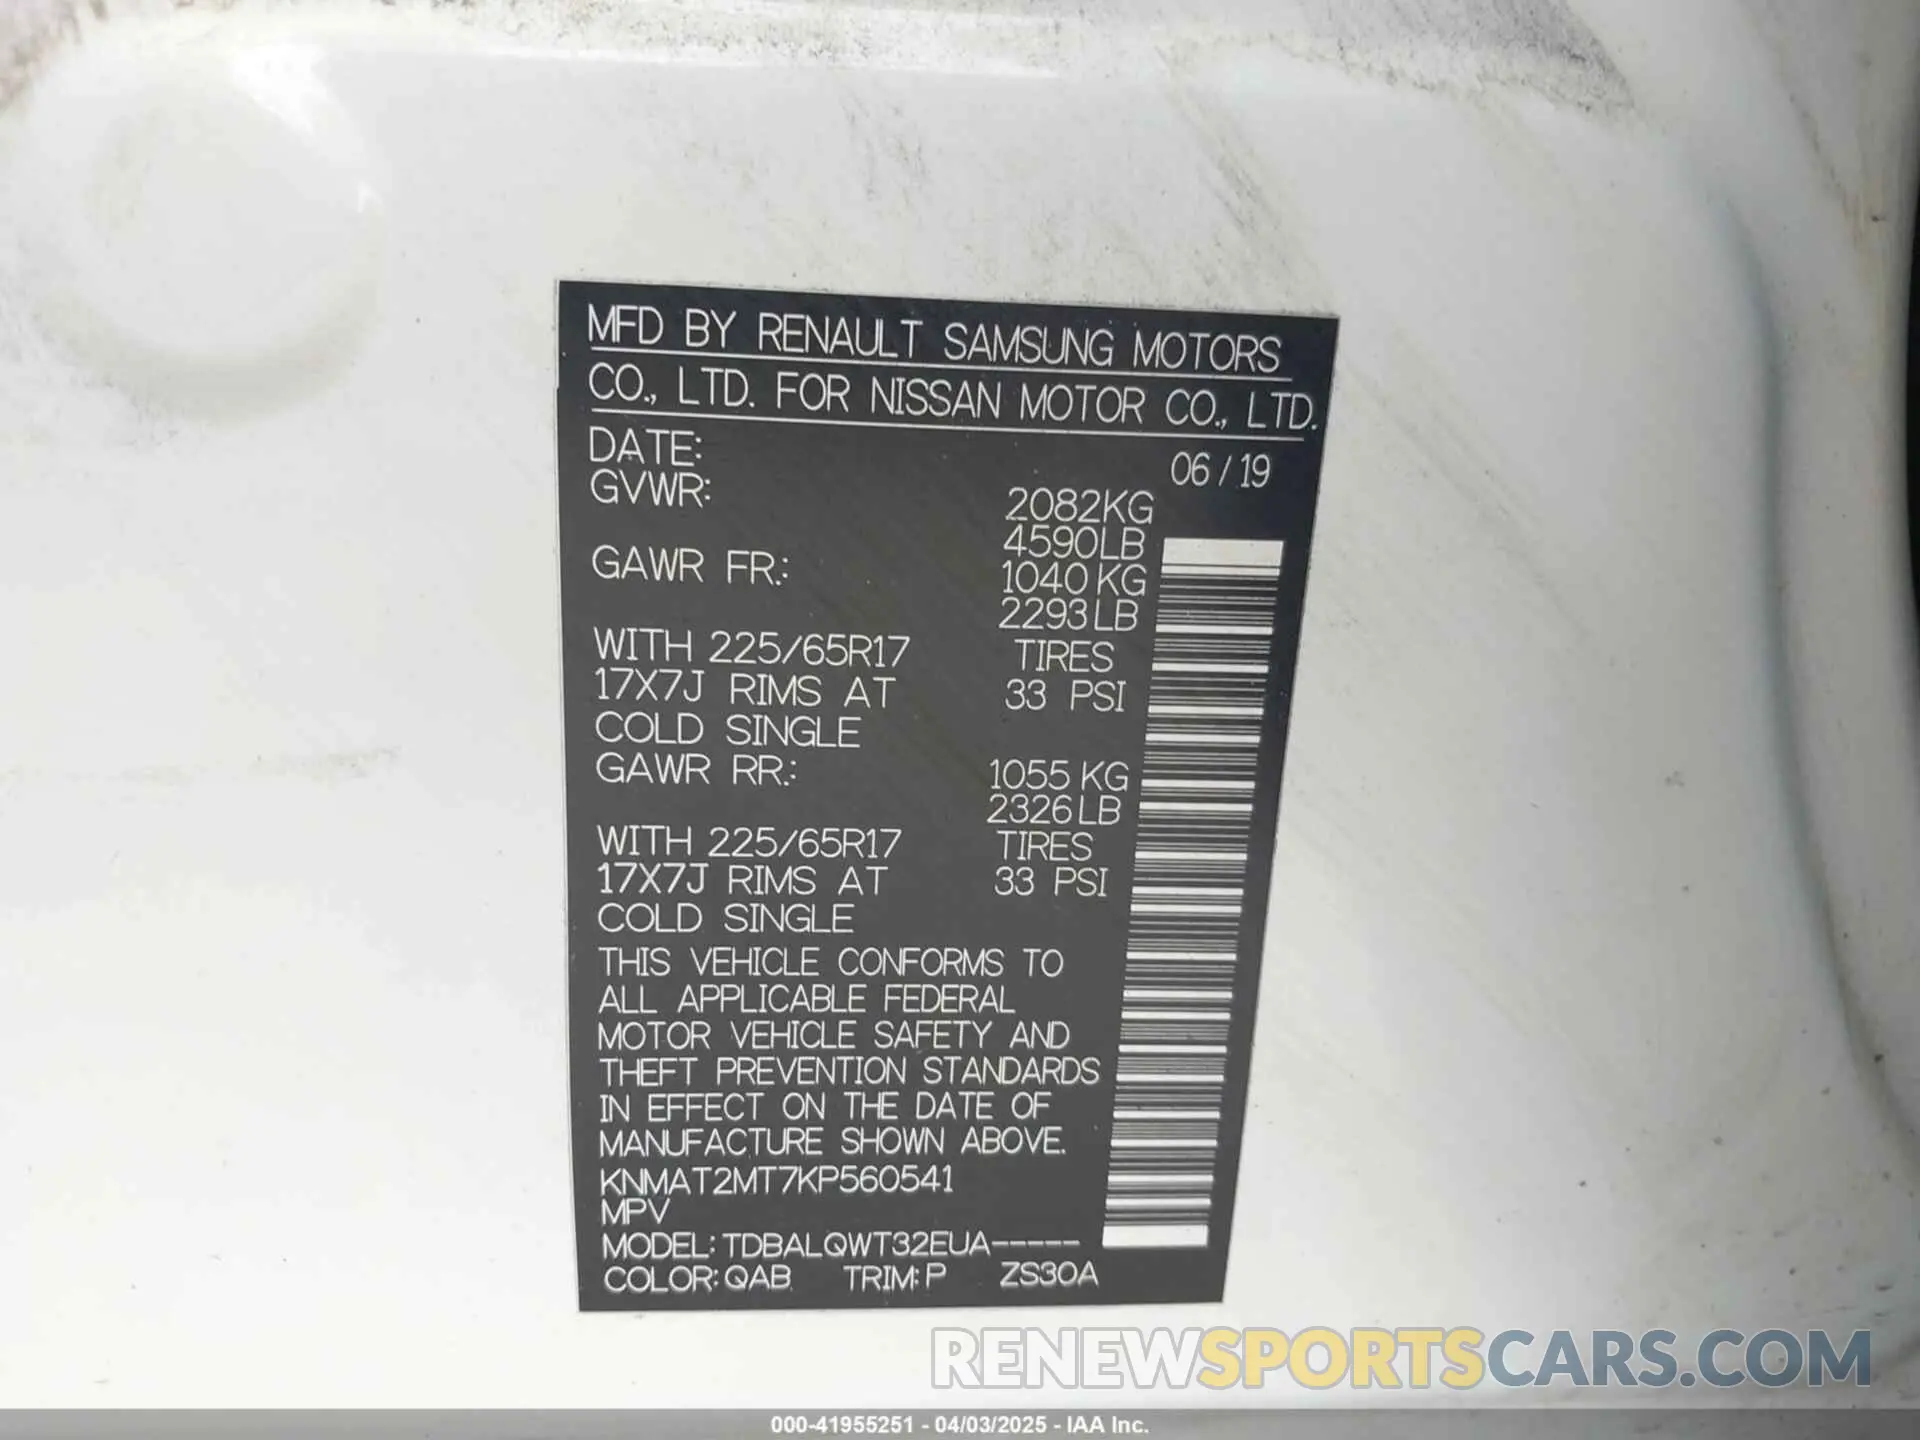 MFD BY RENAULT SAMSUNG MOTORS
CO., LTD. FOR NISSAN MOTOR CO., LTD.
DATE: 06 / 19
GVWR: 2082KG
4590LB
GAWR FR.: 1040 KG
2293LB
WITH 225/65R17 TIRES
17X7J RIMS AT 33 PSI
COLD SINGLE
GAWR RR.: 1055 KG
2326LB
WITH 225/65R17 TIRES
17X7J RIMS AT 33 PSI
COLD SINGLE
THIS VEHICLE CONFORMS TO
ALL APPLICABLE FEDERAL
MOTOR VEHICLE SAFETY AND
THEFT PREVENTION STANDARDS
IN EFFECT ON THE DATE OF
MANUFACTURE SHOWN ABOVE.
KNMAT2MT7KP560541
MPV
MODEL: TDBALQWT32EUA-----
COLOR: QAB TRIM: P ZS30A
RENEWSPORTSCARS.COM
000-41955251 - 04/03/2025 - IAA Inc.